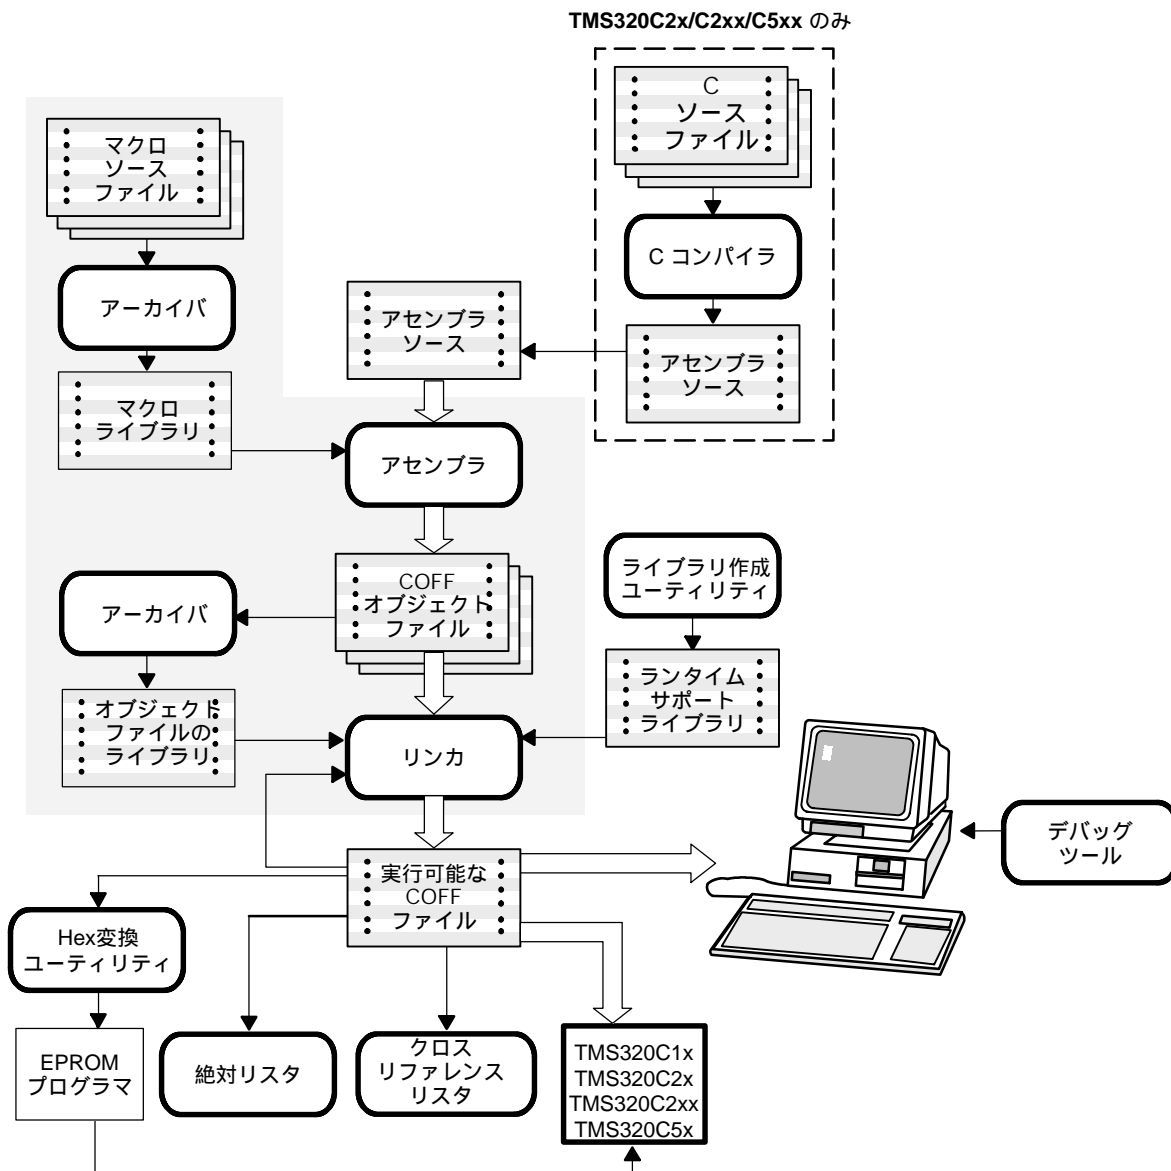 TMS320C2x/C2xx/C5xx のみ
C
ソース
ファイル
マクロ
ソース
ファイル
C コンパイラ
アーカイバ
アセンブラ
ソース
アセンブラ
ソース
マクロ
ライブラリ
アセンブラ
COFF
オブジェクト
ファイル
ライブラリ作成
ユーティリティ
アーカイバ
ランタイム
サポート
ライブラリ
オブジェクト
ファイルの
ライブラリ
リンカ
デバッグ
ツール
実行可能な
COFF
ファイル
Hex変換
ユーティリティ
EPROM
プログラマ
絶対リスタ
クロス
リファレンス
リスタ
TMS320C1x
TMS320C2x
TMS320C2xx
TMS320C5x